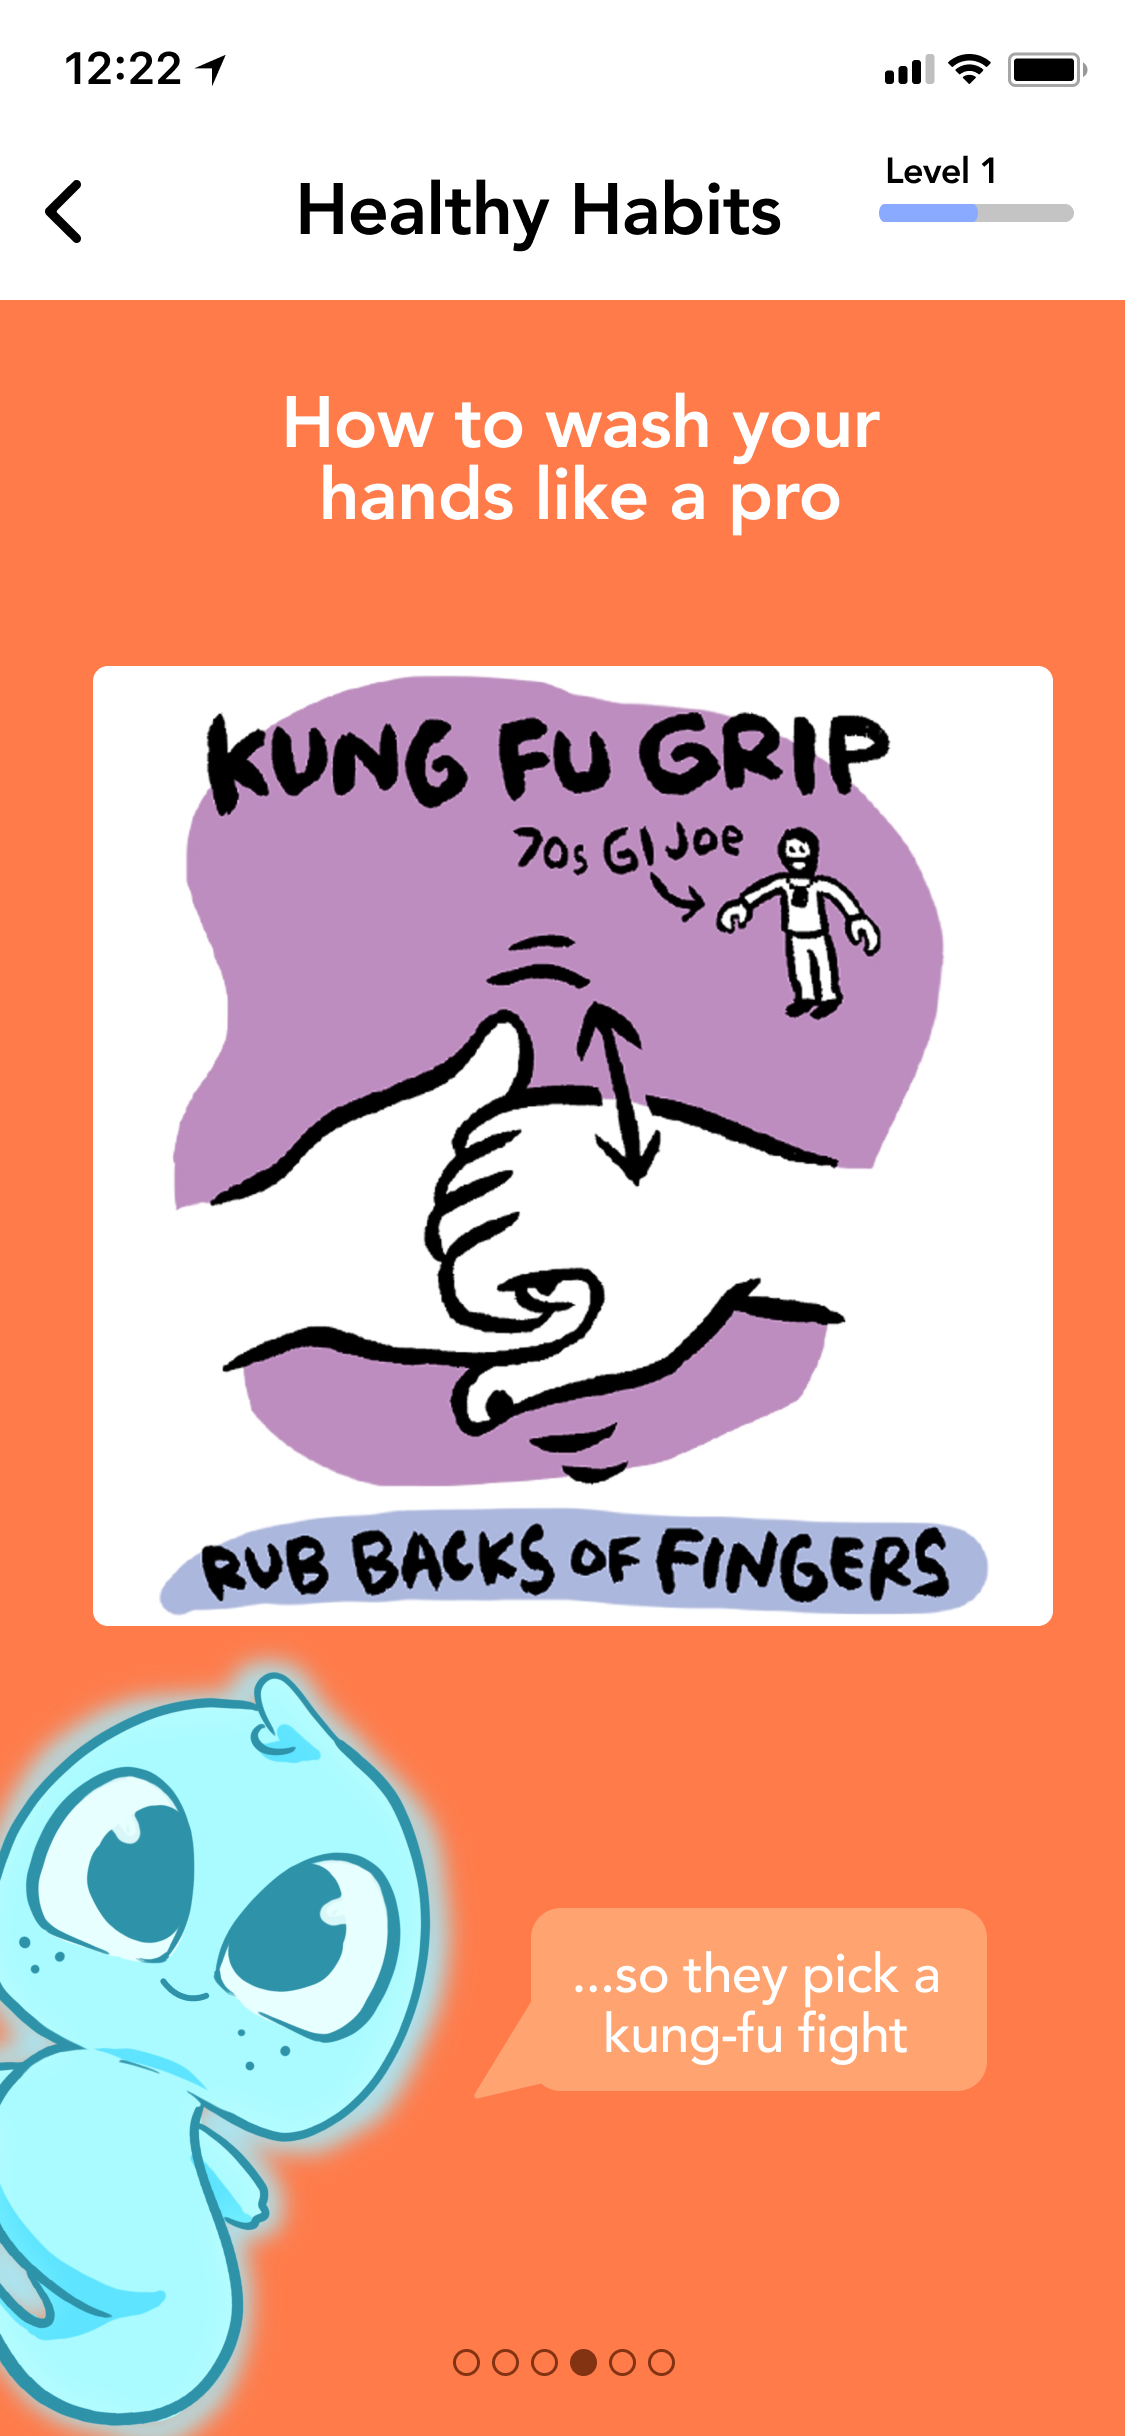 12:22
Level 1
Healthy Habits
How to wash your
hands like a pro
KUNG FU GRIP
70s GI Joe
RUB BACKS OF FINGERS
...so they pick a
kung-fu fight